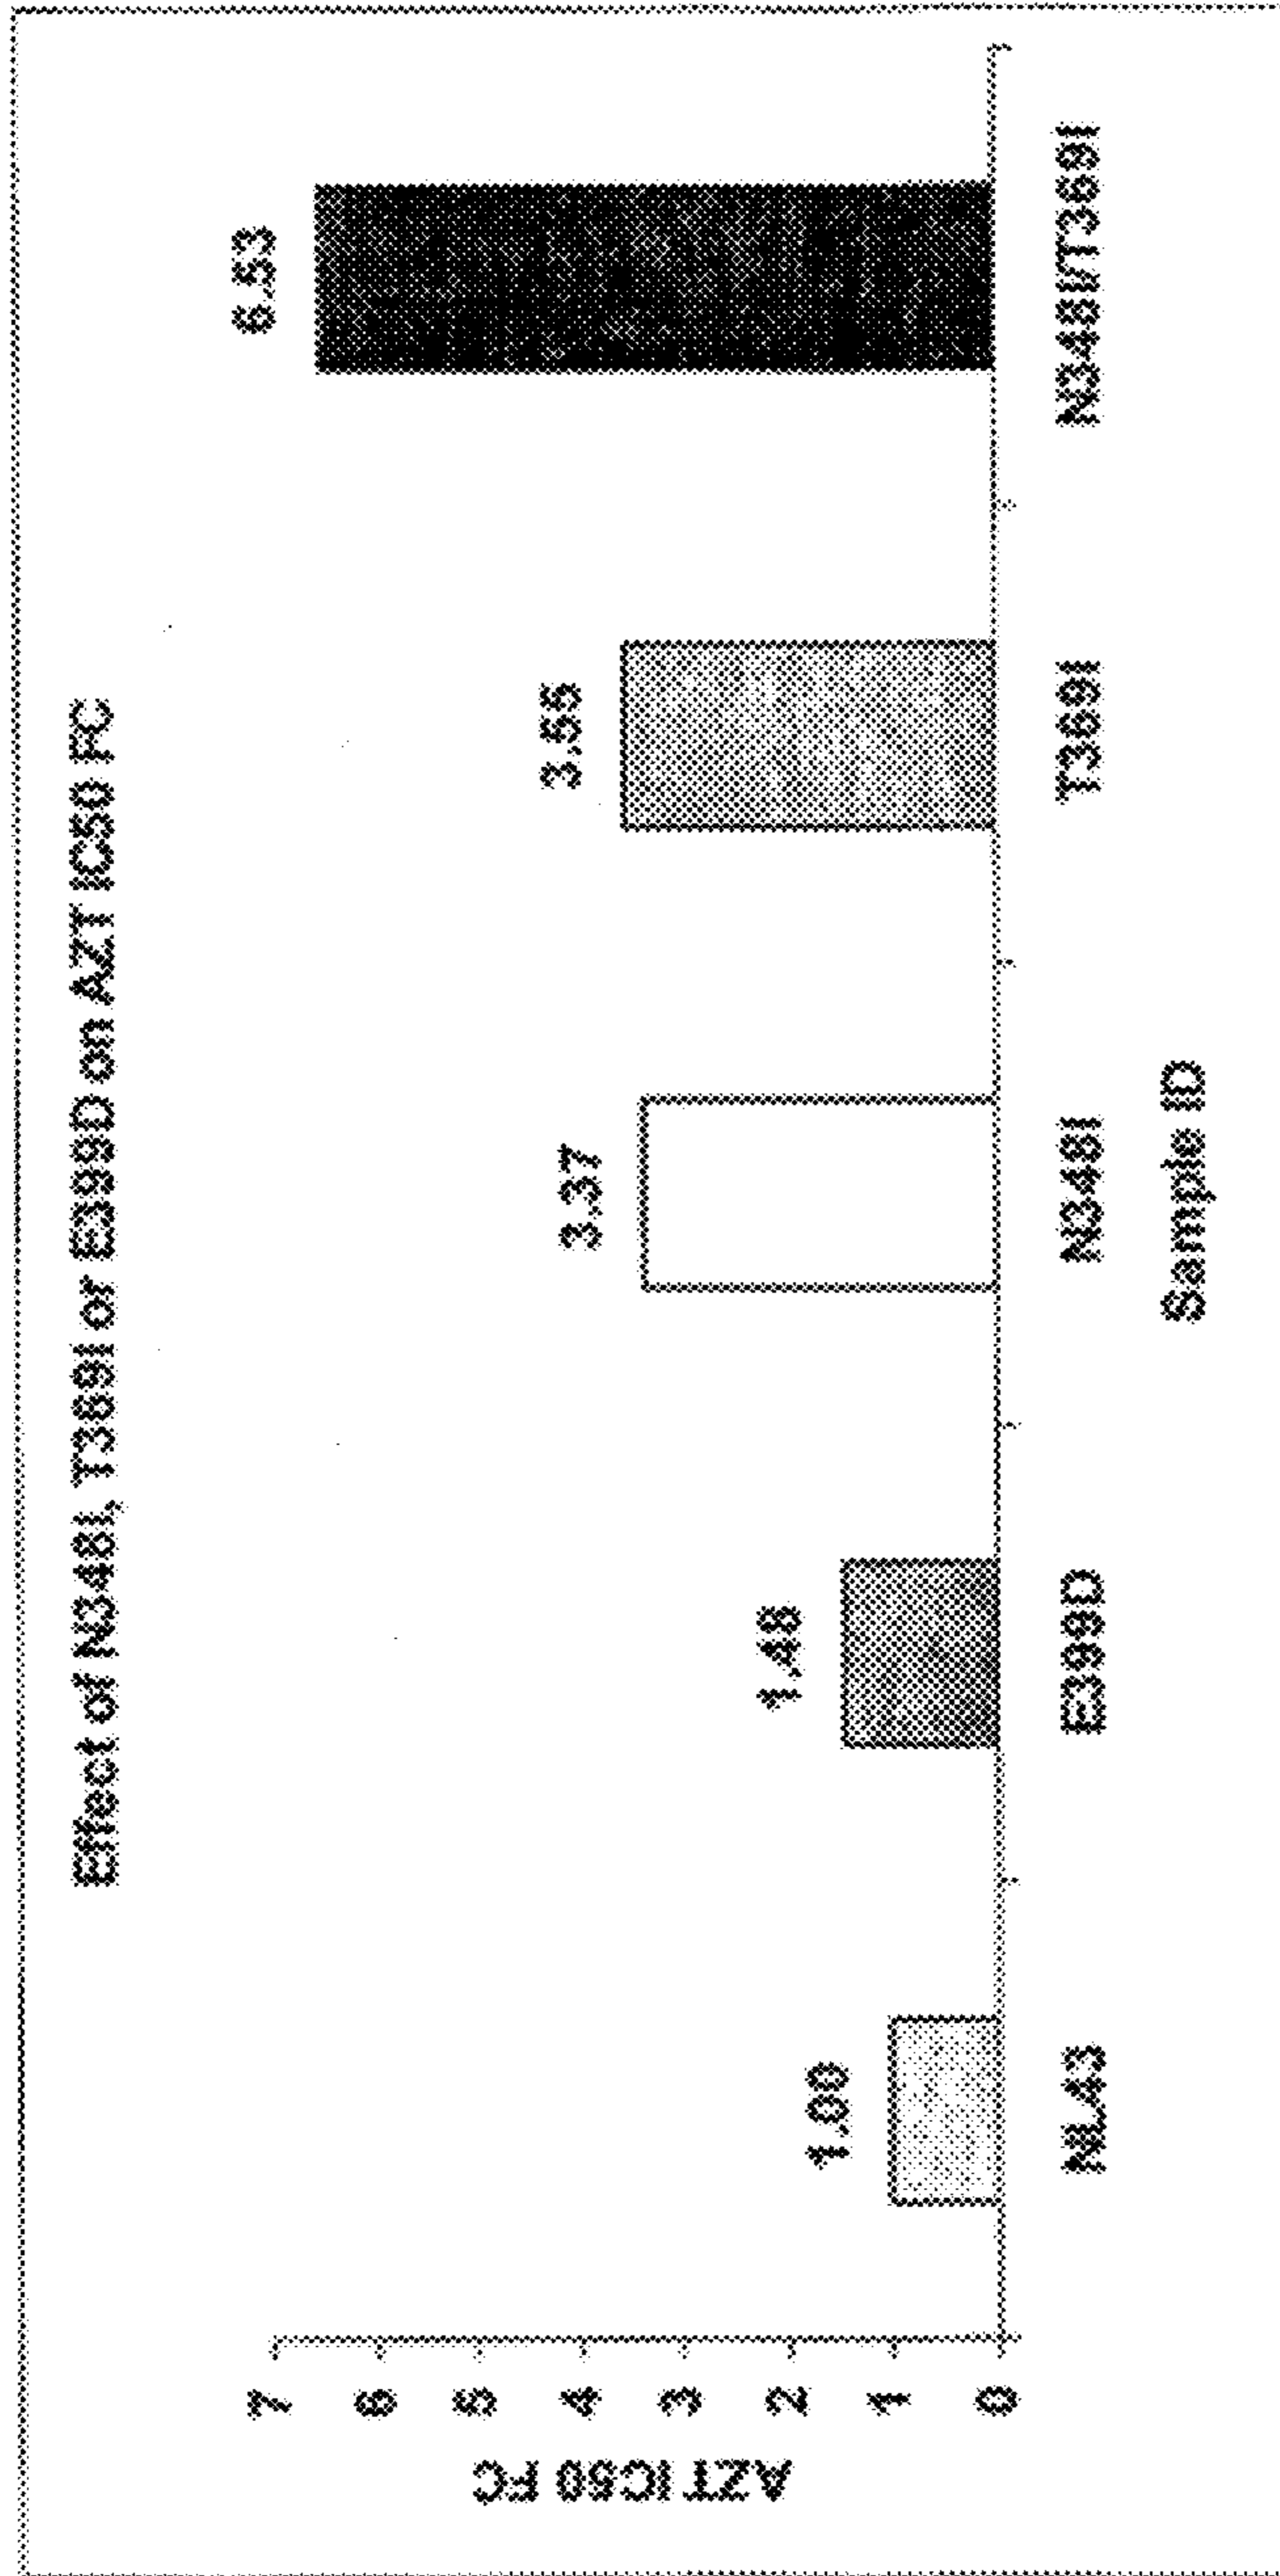 Effect of N348I, T369I or E399D on AZT IC50 FC
AZT IC50 FC
7
6
5
4
3
2
1
0
1.00
1.48
3.37
3.55
6.53
NL43
E399D
N348I
T369I
N348I/T369I
Sample ID